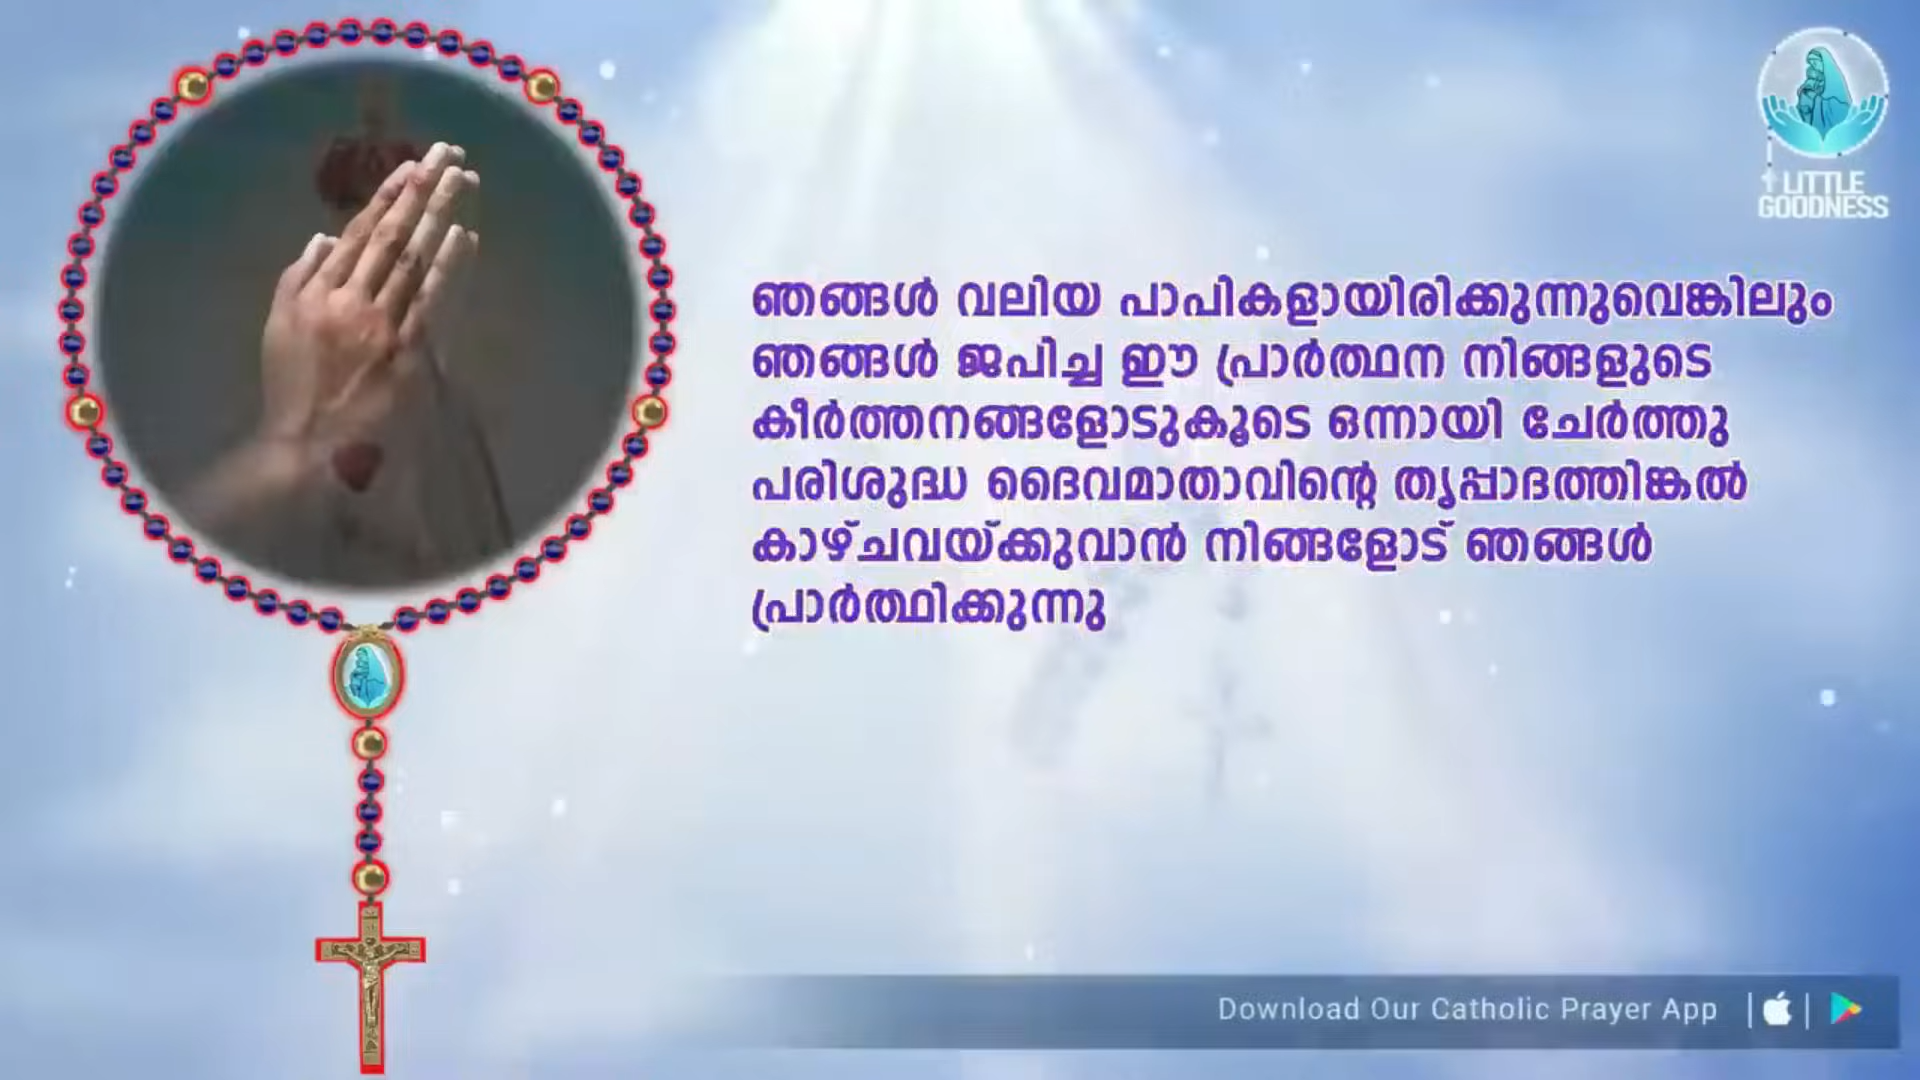 LITTLE
GOODNESS
ഞങ്ങൾ വലിയ പാപികളായിരിക്കുന്നുവെങ്കിലും
ഞങ്ങൾ ജപിച്ച ഈ പ്രാർത്ഥന നിങ്ങളുടെ
കീർത്തനങ്ങളോടുകൂടെ ഒന്നായി ചേർത്തു
പരിശുദ്ധ ദൈവമാതാവിന്റെ തൃപ്പാദത്തിങ്കൽ
കാഴ്ചവയ്ക്കുവാൻ നിങ്ങളോട് ഞങ്ങൾ
പ്രാർത്ഥിക്കുന്നു
Download Our Catholic Prayer App